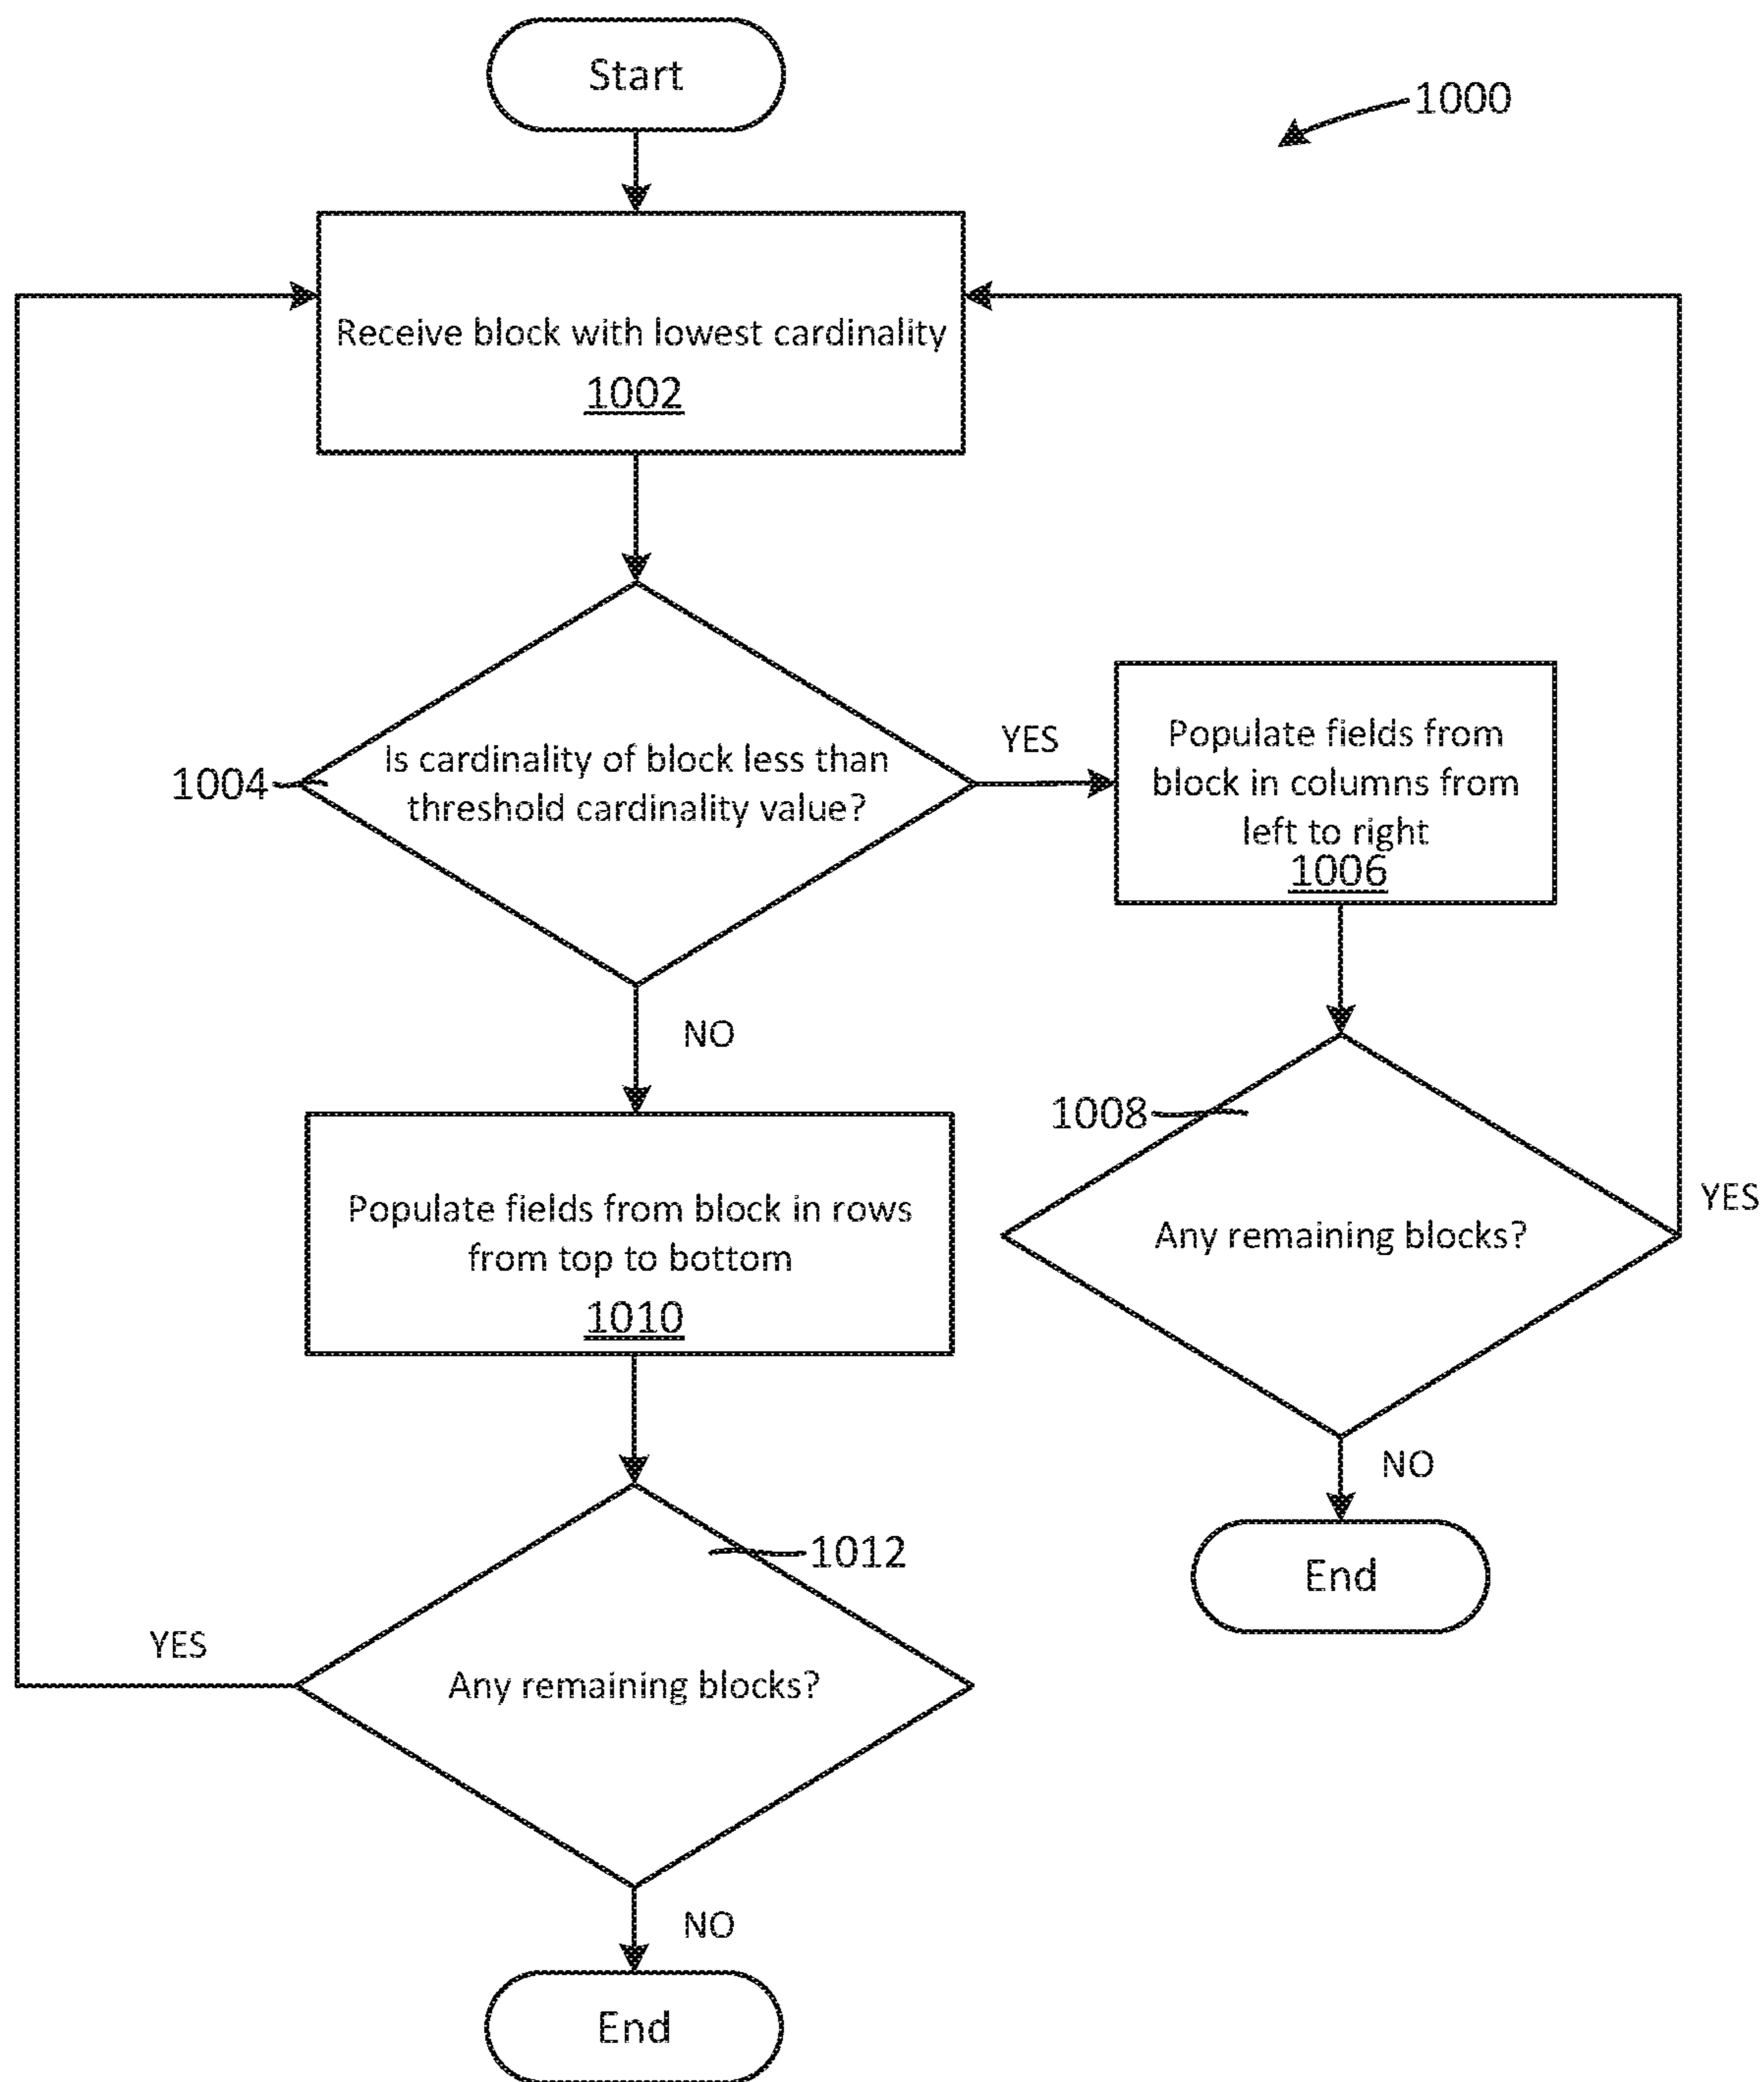 Start
1000
Receive block with lowest cardinality
1002
Is cardinality of block less than
threshold cardinality value?
1004
YES
Populate fields from
block in columns from
left to right
1006
NO
1008
Any remaining blocks?
YES
NO
End
Populate fields from block in rows
from top to bottom
1010
1012
Any remaining blocks?
YES
NO
End